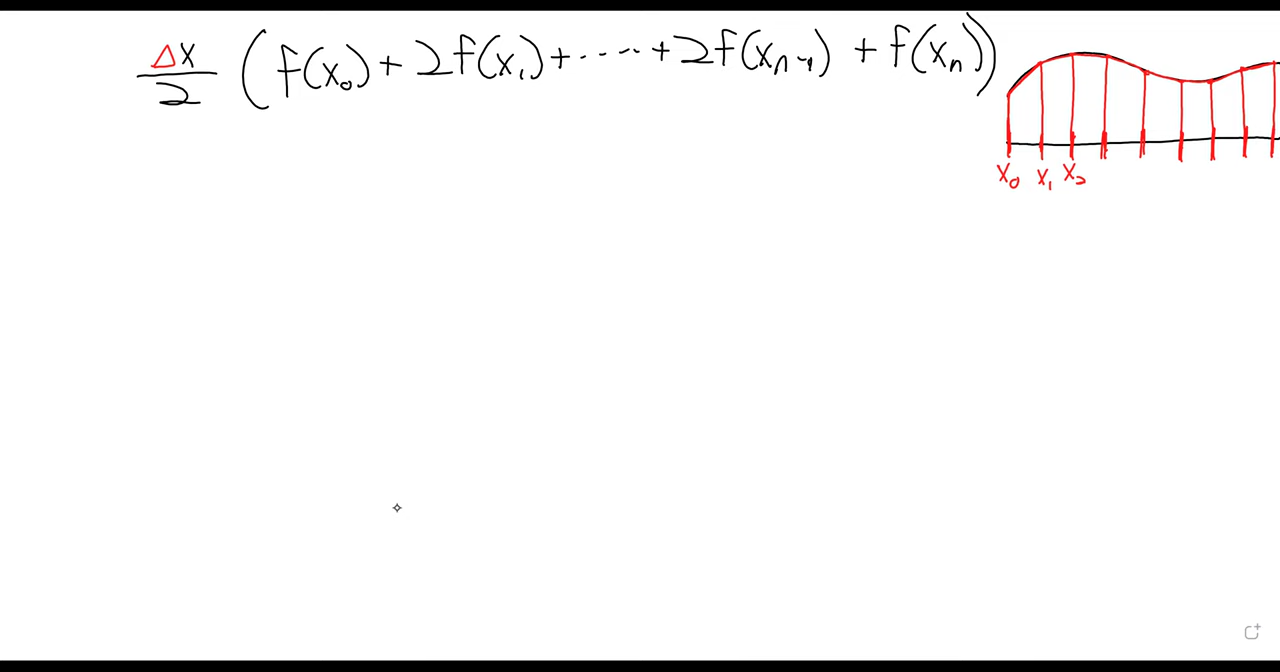 Δx/2 (f(x₀) + 2f(x₁) + ...... + 2f(xₙ₋₁) + f(xₙ))
x₀ x₁ x₂